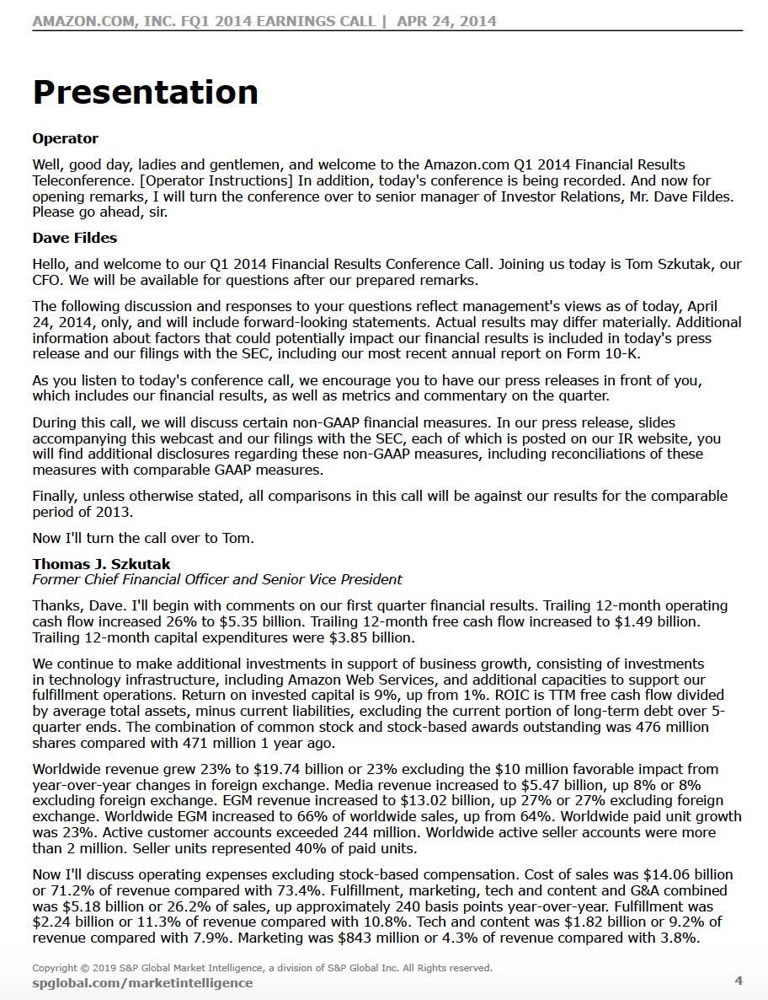 AMAZON.COM, INC. FQ1 2014 EARNINGS CALL | APR 24, 2014
Presentation
Operator
Well, good day, ladies and gentlemen, and welcome to the Amazon.com Q1 2014 Financial Results
Teleconference. [Operator Instructions] In addition, today's conference is being recorded. And now for
opening remarks, I will turn the conference over to senior manager of Investor Relations, Mr. Dave Fildes.
Please go ahead, sir.
Dave Fildes
Hello, and welcome to our Q1 2014 Financial Results Conference Call. Joining us today is Tom Szkutak, our
CFO. We will be available for questions after our prepared remarks.
The following discussion and responses to your questions reflect management's views as of today, April
24, 2014, only, and will include forward-looking statements. Actual results may differ materially. Additional
information about factors that could potentially impact our financial results is included in today's press
release and our filings with the SEC, including our most recent annual report on Form 10-K.
As you listen to today's conference call, we encourage you to have our press releases in front of you,
which includes our financial results, as well as metrics and commentary on the quarter.
During this call, we will discuss certain non-GAAP financial measures. In our press release, slides
accompanying this webcast and our filings with the SEC, each of which is posted on our IR website, you
will find additional disclosures regarding these non-GAAP measures, including reconciliations of these
measures with comparable GAAP measures.
Finally, unless otherwise stated, all comparisons in this call will be against our results for the comparable
period of 2013.
Now I'll turn the call over to Tom.
Thomas J. Szkutak
Former Chief Financial Officer and Senior Vice President
Thanks, Dave. I'll begin with comments on our first quarter financial results. Trailing 12-month operating
cash flow increased 26% to $5.35 billion. Trailing 12-month free cash flow increased to $1.49 billion.
Trailing 12-month capital expenditures were $3.85 billion.
We continue to make additional investments in support of business growth, consisting of investments
in technology infrastructure, including Amazon Web Services, and additional capacities to support our
fulfillment operations. Return on invested capital is 9%, up from 1%. ROIC is TTM free cash flow divided
by average total assets, minus current liabilities, excluding the current portion of long-term debt over 5-
quarter ends. The combination of common stock and stock-based awards outstanding was 476 million
shares compared with 471 million 1 year ago.
Worldwide revenue grew 23% to $19.74 billion or 23% excluding the $10 million favorable impact from
year-over-year changes in foreign exchange. Media revenue increased to $5.47 billion, up 8% or 8%
excluding foreign exchange. EGM revenue increased to $13.02 billion, up 27% or 27% excluding foreign
exchange. Worldwide EGM increased to 66% of worldwide sales, up from 64%. Worldwide paid unit growth
was 23%. Active customer accounts exceeded 244 million. Worldwide active seller accounts were more
than 2 million. Seller units represented 40% of paid units.
Now I'll discuss operating expenses excluding stock-based compensation. Cost of sales was $14.06 billion
or 71.2% of revenue compared with 73.4%. Fulfillment, marketing, tech and content and G&A combined
was $5.18 billion or 26.2% of sales, up approximately 240 basis points year-over-year. Fulfillment was
$2.24 billion or 11.3% of revenue compared with 10.8%. Tech and content was $1.82 billion or 9.2% of
revenue compared with 7.9%. Marketing was $843 million or 4.3% of revenue compared with 3.8%.
Copyright © 2019 S&P Global Market Intelligence, a division of S&P Global Inc. All Rights reserved.
spglobal.com/marketintelligence
4